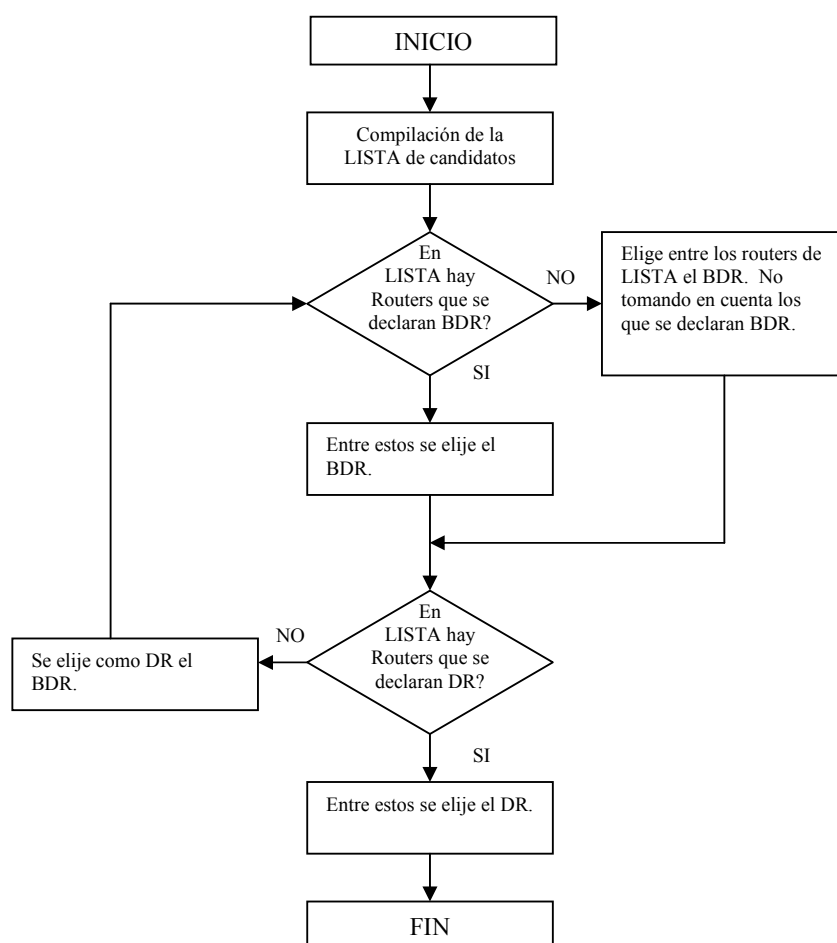 INICIO
Compilación de la
LISTA de candidatos
En
LISTA hay
Routers que se
declaran BDR?
NO
Elige entre los routers de
LISTA el BDR. No
tomando en cuenta los
que se declaran BDR.
SI
Entre estos se elije el
BDR.
En
LISTA hay
Routers que se
declaran DR?
NO
Se elije como DR el
BDR.
SI
Entre estos se elije el DR.
FIN